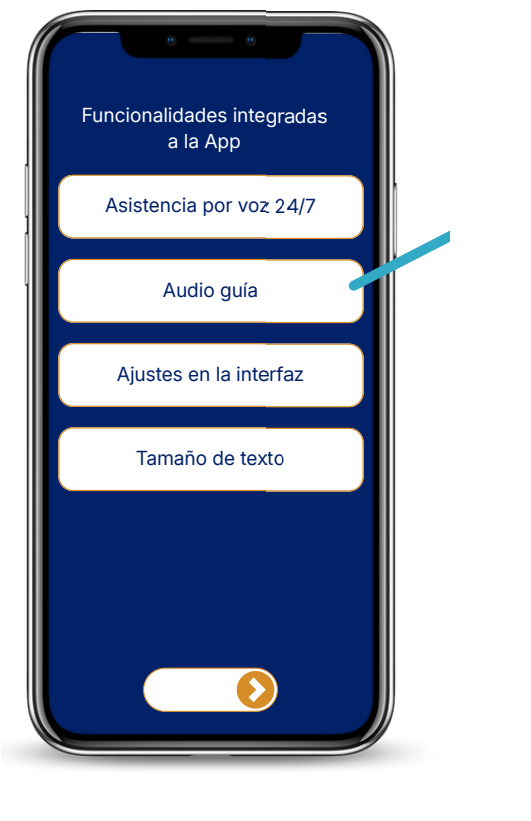 Funcionalidades integradas
a la App
Asistencia por voz 24/7
Audio guía
Ajustes en la interfaz
Tamaño de texto